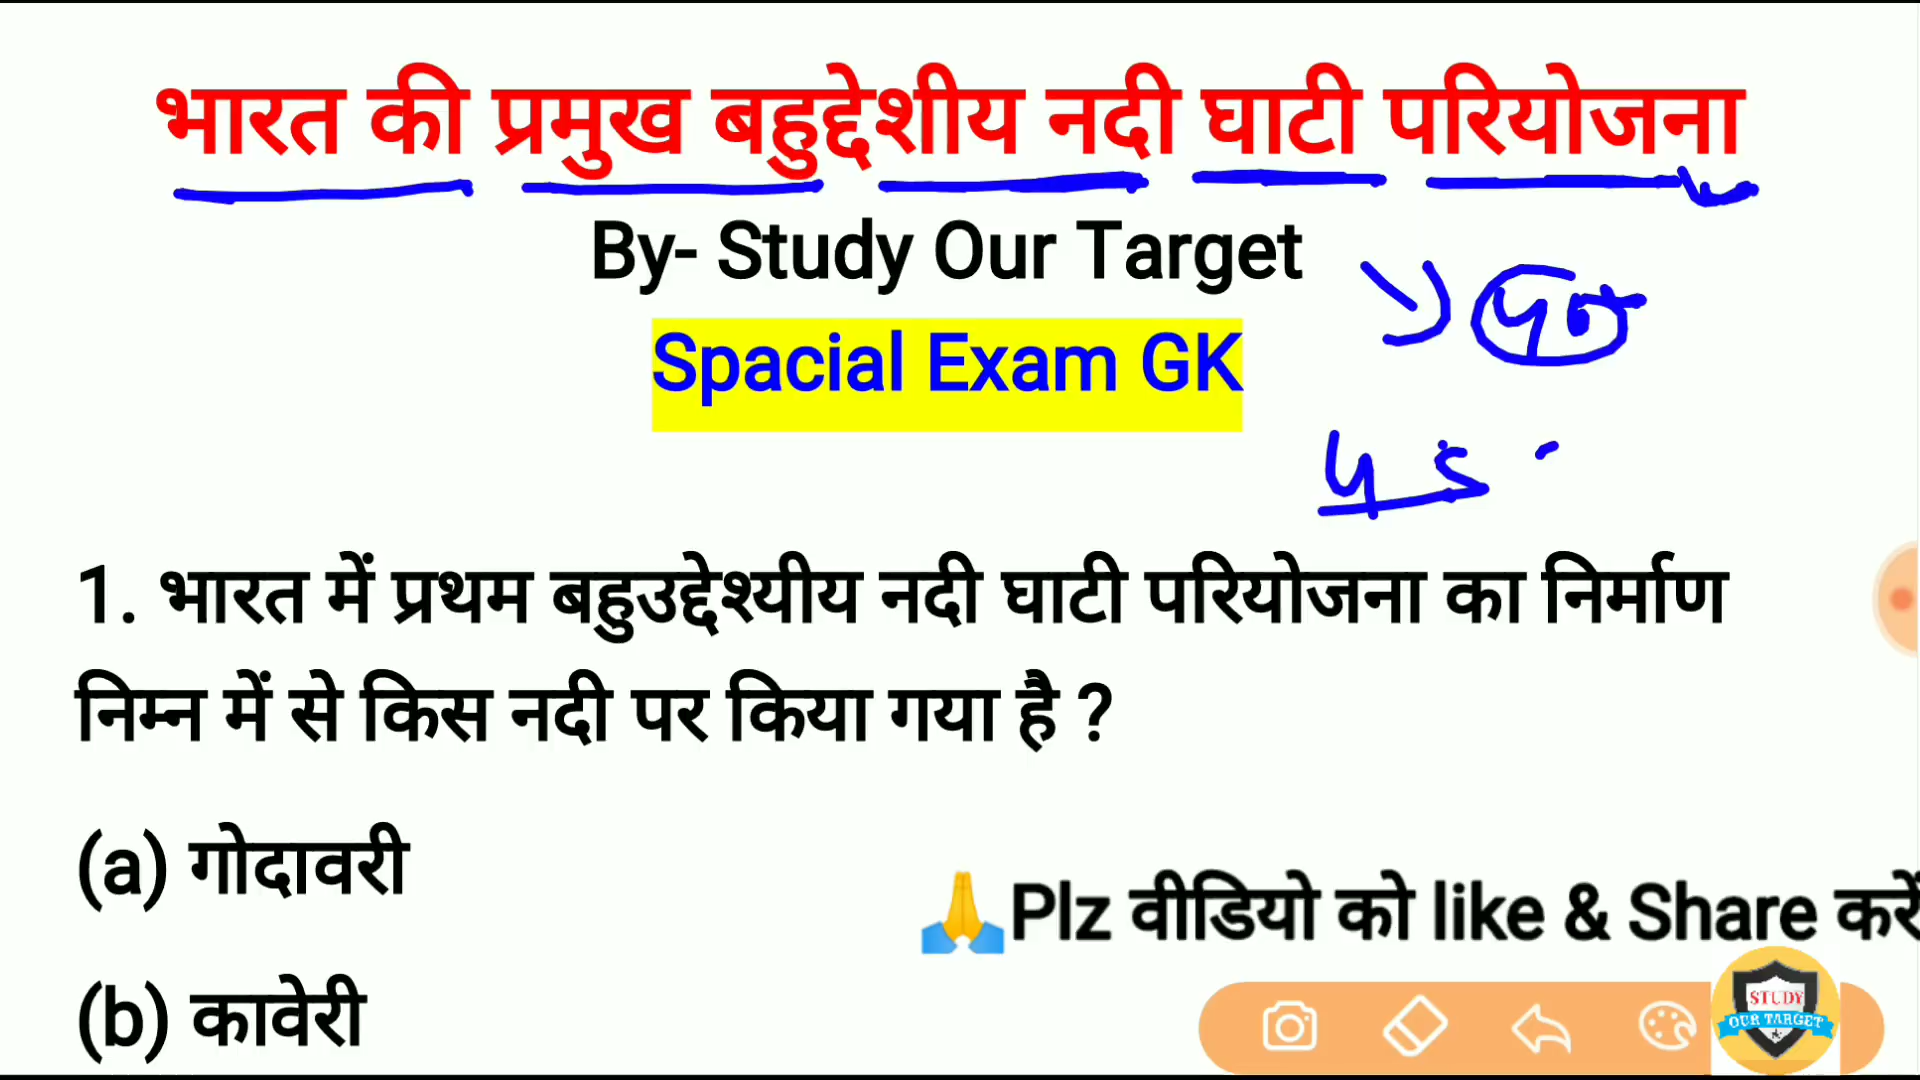 भारत की प्रमुख बहुद्देशीय नदी घाटी परियोजना
By- Study Our Target
Spacial Exam GK
1. भारत में प्रथम बहुउद्देश्यीय नदी घाटी परियोजना का निर्माण
निम्न में से किस नदी पर किया गया है ?
(a) गोदावरी
🙏Plz वीडियो को like & Share करें
(b) कावेरी
STUDY
OUR TARGET